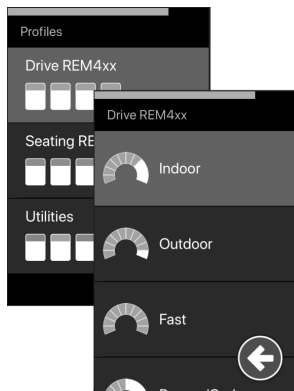 Profiles
Drive REM4xx
Seating RE
Utilities
Drive REM4xx
Indoor
Outdoor
Fast